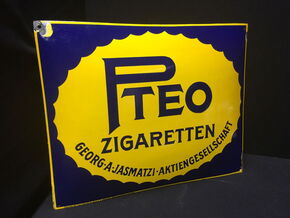 PTEO
ZIGARETTEN
GEORG·A·JASMATZI·AKTIENGESELLSCHAFT